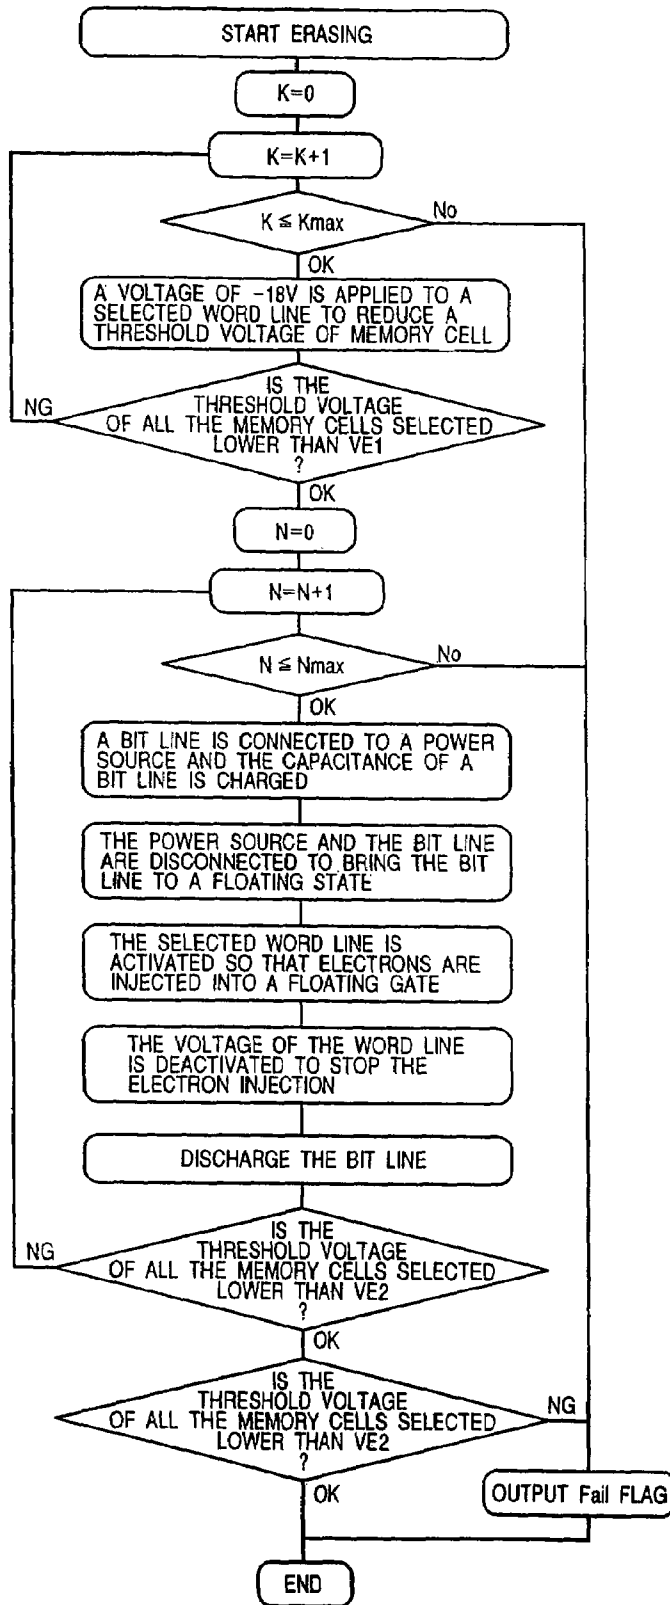 START ERASING
K=0
K=K+1
K ≦ Kmax
No
OK
A VOLTAGE OF -18V IS APPLIED TO A
SELECTED WORD LINE TO REDUCE A
THRESHOLD VOLTAGE OF MEMORY CELL
IS THE
THRESHOLD VOLTAGE
OF ALL THE MEMORY CELLS SELECTED
LOWER THAN VE1
?
NG
OK
N=0
N=N+1
N ≦ Nmax
No
OK
A BIT LINE IS CONNECTED TO A POWER
SOURCE AND THE CAPACITANCE OF A
BIT LINE IS CHARGED
THE POWER SOURCE AND THE BIT LINE
ARE DISCONNECTED TO BRING THE BIT
LINE TO A FLOATING STATE
THE SELECTED WORD LINE IS
ACTIVATED SO THAT ELECTRONS ARE
INJECTED INTO A FLOATING GATE
THE VOLTAGE OF THE WORD LINE
IS DEACTIVATED TO STOP THE
ELECTRON INJECTION
DISCHARGE THE BIT LINE
IS THE
THRESHOLD VOLTAGE
OF ALL THE MEMORY CELLS SELECTED
LOWER THAN VE2
?
NG
OK
IS THE
THRESHOLD VOLTAGE
OF ALL THE MEMORY CELLS SELECTED
LOWER THAN VE2
?
NG
OK
OUTPUT Fail FLAG
END